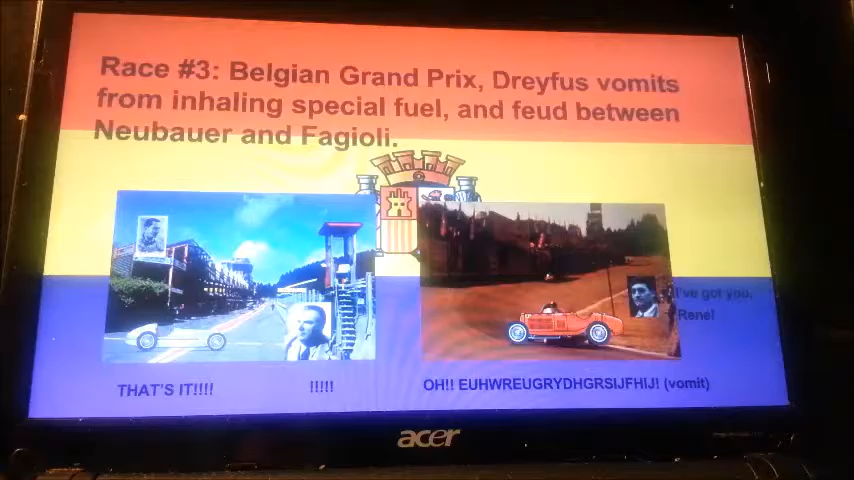 Race #3: Belgian Grand Prix, Dreyfus vomits
from inhaling special fuel, and feud between
Neubauer and Fagioli.
I've got you,
Rene!
THAT'S IT!!!!
!!!!!
OH!! EUHWREUGRYDHGRSIJFHIJ! (vomit)
acer